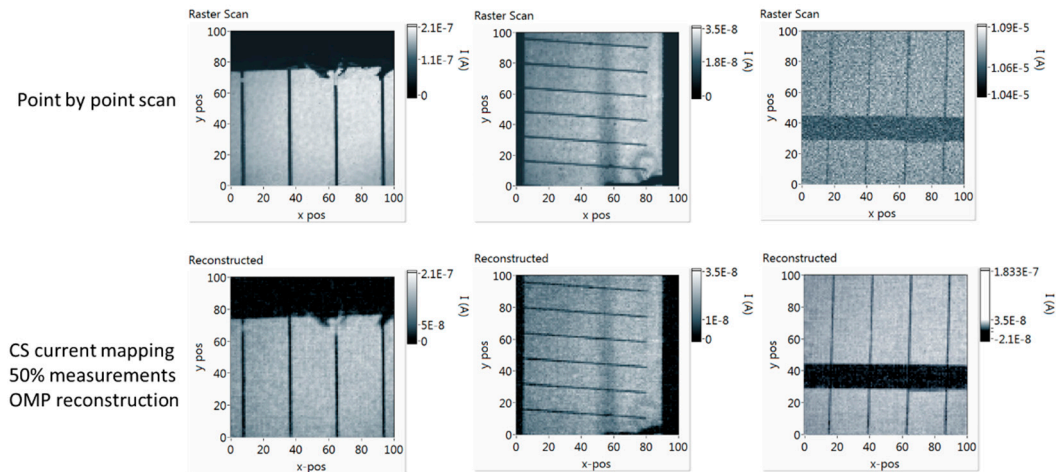 Point by point scan
Raster Scan
100
80
60
40
20
0
y pos
0 20 40 60 80 100
x pos
2.1E-7
1.1E-7
0
I (A)
Raster Scan
100
80
60
40
20
0
y pos
0 20 40 60 80 100
x pos
3.5E-8
1.8E-8
0
I (A)
Raster Scan
100
80
60
40
20
0
y pos
0 20 40 60 80 100
x pos
1.09E-5
1.06E-5
1.04E-5
I (A)
CS current mapping
50% measurements
OMP reconstruction
Reconstructed
100
80
60
40
20
0
y pos
0 20 40 60 80 100
x-pos
2.1E-7
5E-8
0
I (A)
Reconstructed
100
80
60
40
20
0
y pos
0 20 40 60 80 100
x-pos
3.5E-8
1E-8
0
I (A)
Reconstructed
100
80
60
40
20
0
y pos
0 20 40 60 80 100
x-pos
1.833E-7
3.5E-8
-2.1E-8
I (A)